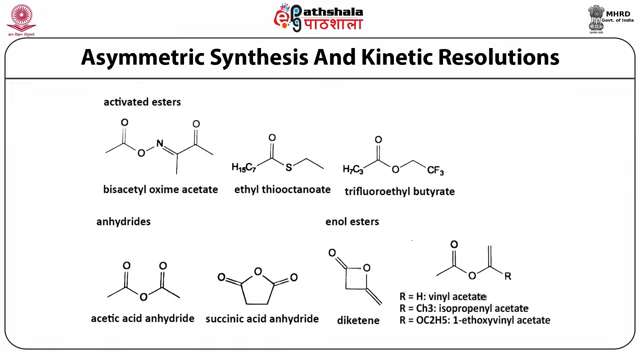 ePathshala
पाठशाला
MHRD
Govt. of India
Asymmetric Synthesis And Kinetic Resolutions
activated esters
O
O
N
O
O
S
H15C7
O
O
H7C3
CF3
bisacetyl oxime acetate
ethyl thiooctanoate
trifluoroethyl butyrate
anhydrides
enol esters
O
O
O
O
O
O
O
O
O
O
R
R = H: vinyl acetate
R = Ch3: isopropenyl acetate
R = OC2H5: 1-ethoxyvinyl acetate
acetic acid anhydride
succinic acid anhydride
diketene